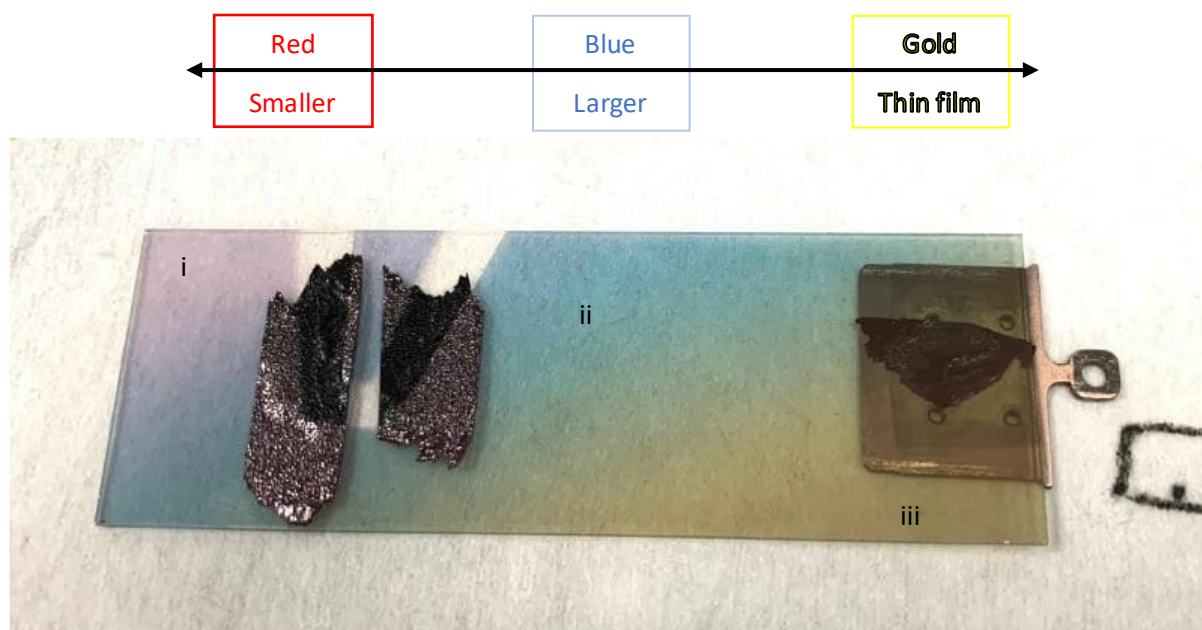 Red
Blue
Gold
Smaller
Larger
Thin film
i
ii
iii